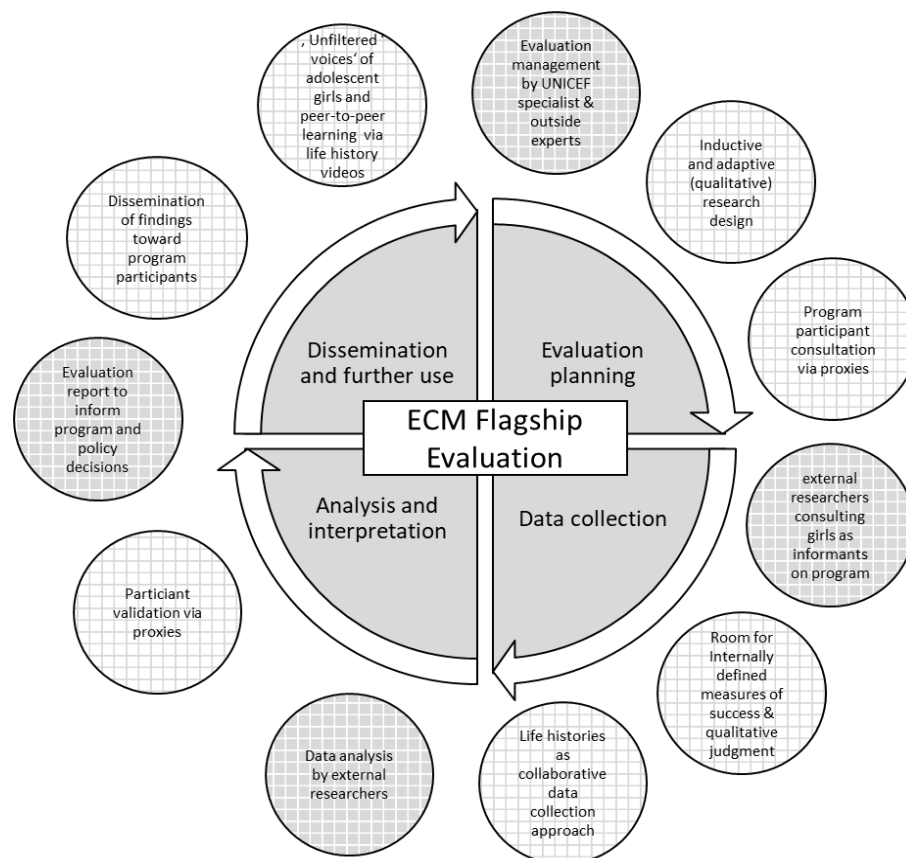 , Unfiltered '
voices' of
adolescent
girls and
peer-to-peer
learning via
life history
videos
Evaluation
management
by UNICEF
specialist &
outside
experts
Inductive
and adaptive
(qualitative)
research
design
Dissemination
of findings
toward
program
participants
Program
participant
consultation
via proxies
Dissemination
and further use
Evaluation
planning
Evaluation
report to
inform
program and
policy
decisions
ECM Flagship
Evaluation
external
researchers
consulting
girls as
informants
on program
Analysis and
interpretation
Data collection
Particiant
validation via
proxies
Room for
Internally
defined
measures of
success &
qualitative
judgment
Data analysis
by external
researchers
Life histories
as
collaborative
data
collection
approach